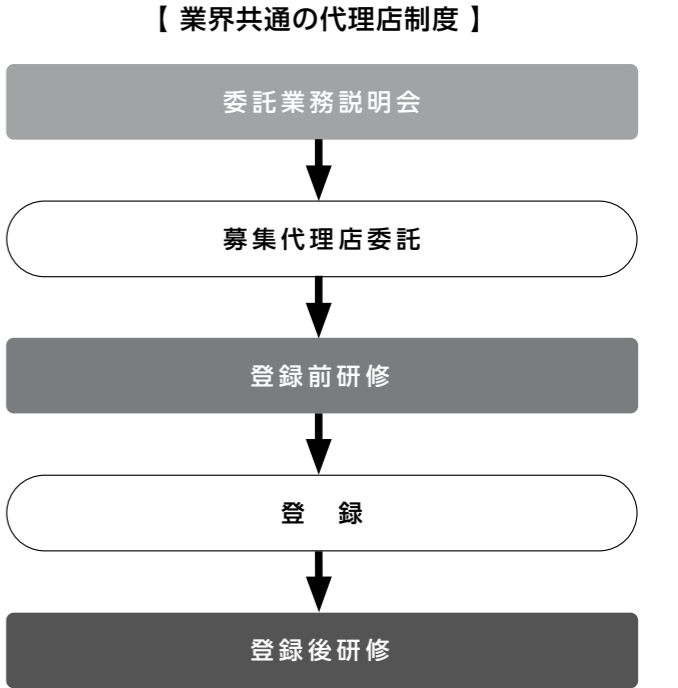 【 業界共通の代理店制度 】
委託業務説明会
募集代理店委託
登録前研修
登　録
登録後研修